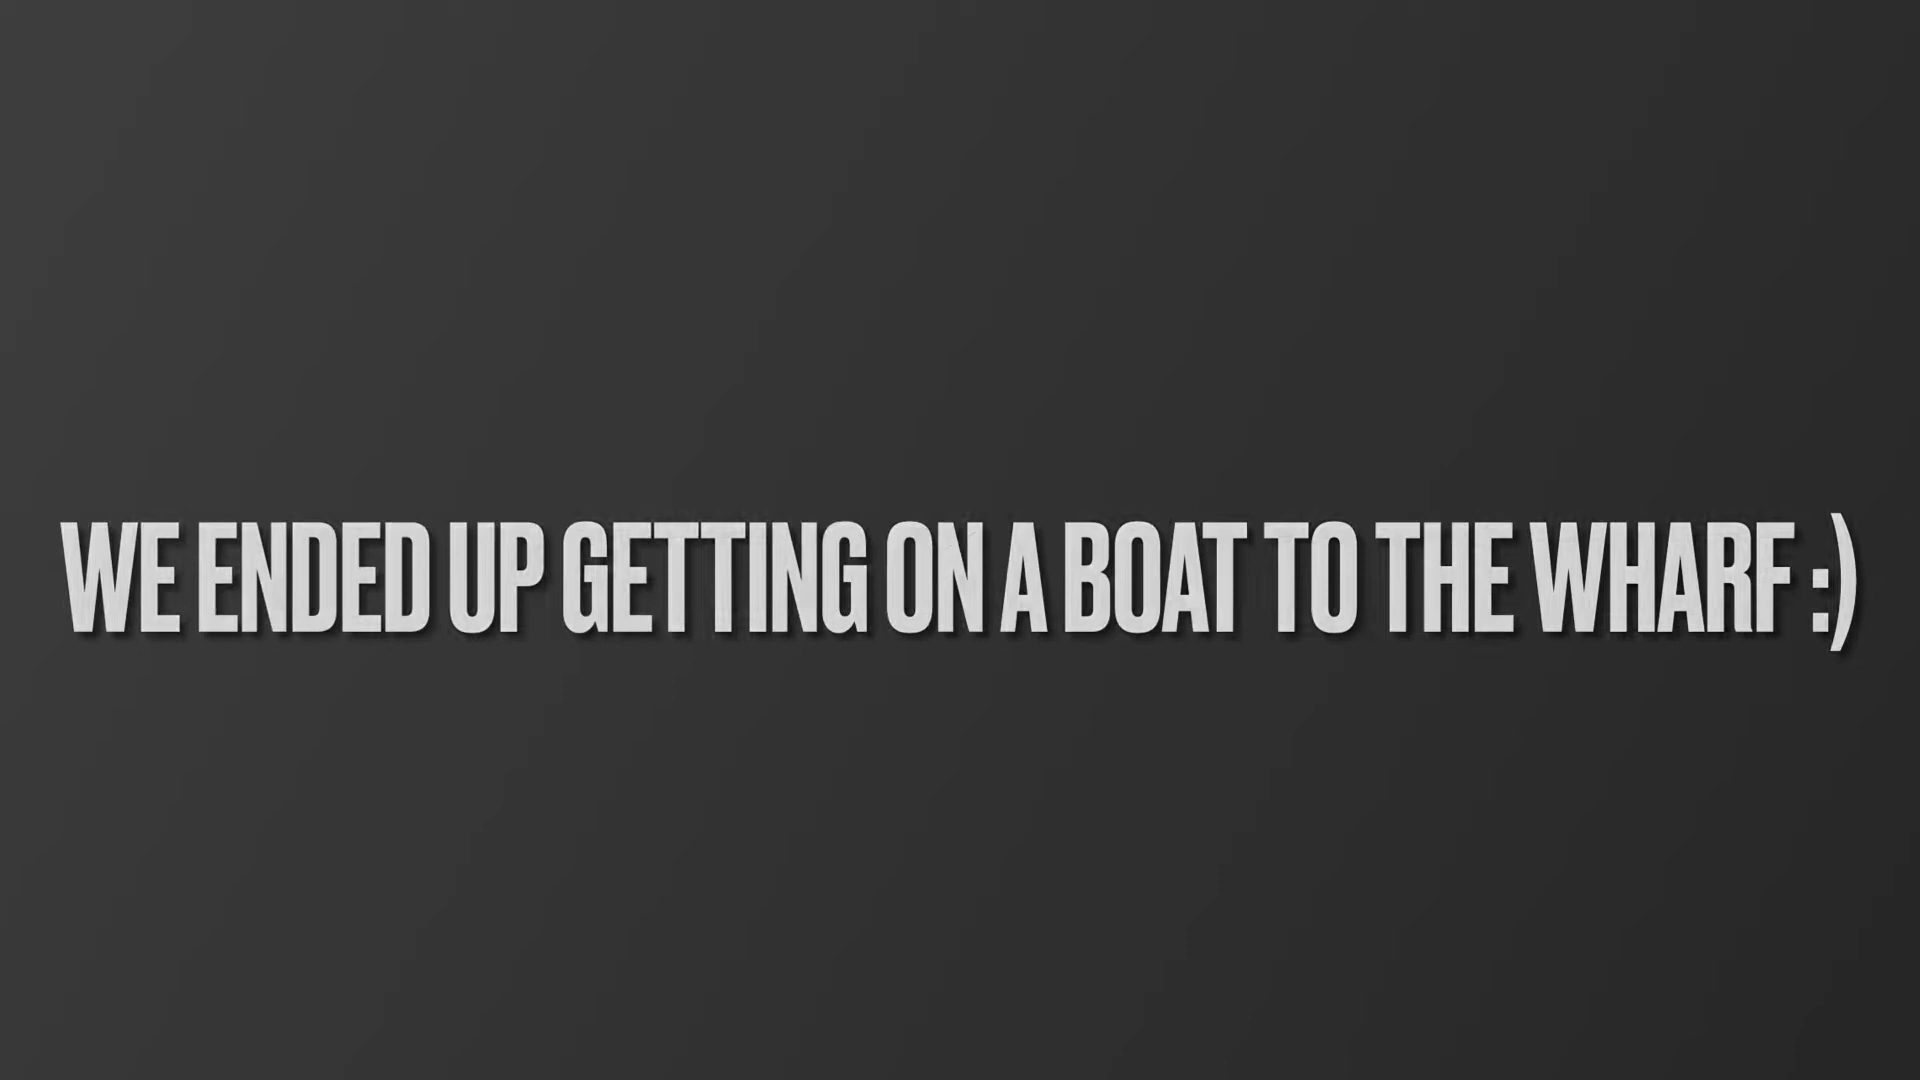 WE ENDED UP GETTING ON A BOAT TO THE WHARF :)